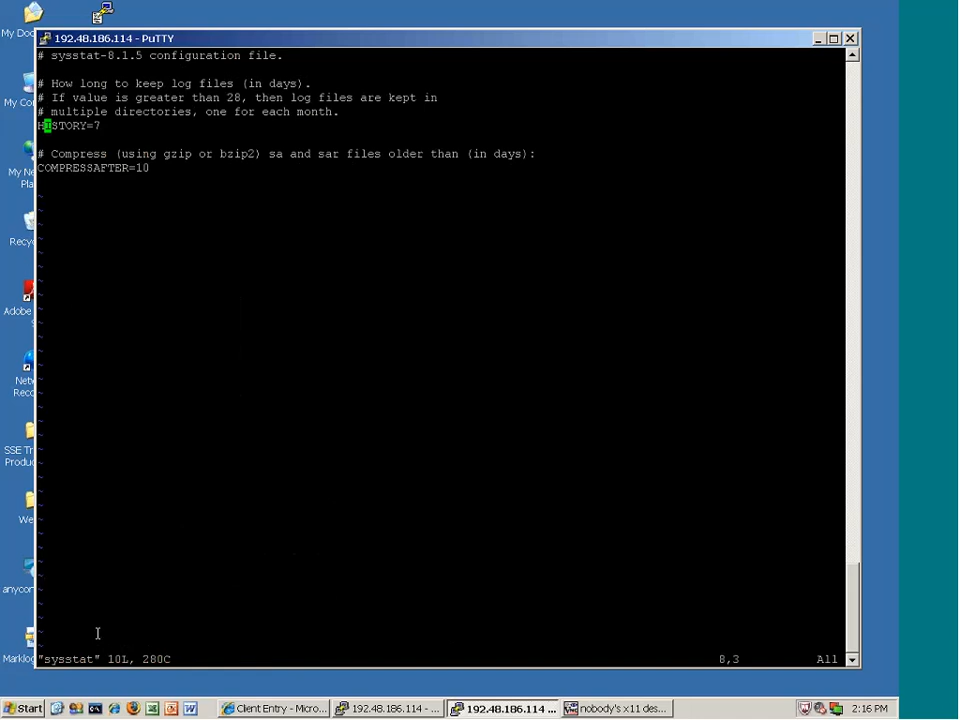 My Doc
192.48.186.114 - PuTTY
# sysstat-8.1.5 configuration file.
# How long to keep log files (in days).
# If value is greater than 28, then log files are kept in
# multiple directories, one for each month.
HISTORY=7
# Compress (using gzip or bzip2) sa and sar files older than (in days):
COMPRESSAFTER=10
My Co
My Ne
Pla
Recyc
Adobe
S
Netw
Reco
SSE Tr
Produc
We
anycon
Marklo
"sysstat" 10L, 280C
8,3
All
Start
Client Entry - Micro...
192.48.186.114 - ...
192.48.186.114 ...
nobody's x11 des...
2:16 PM